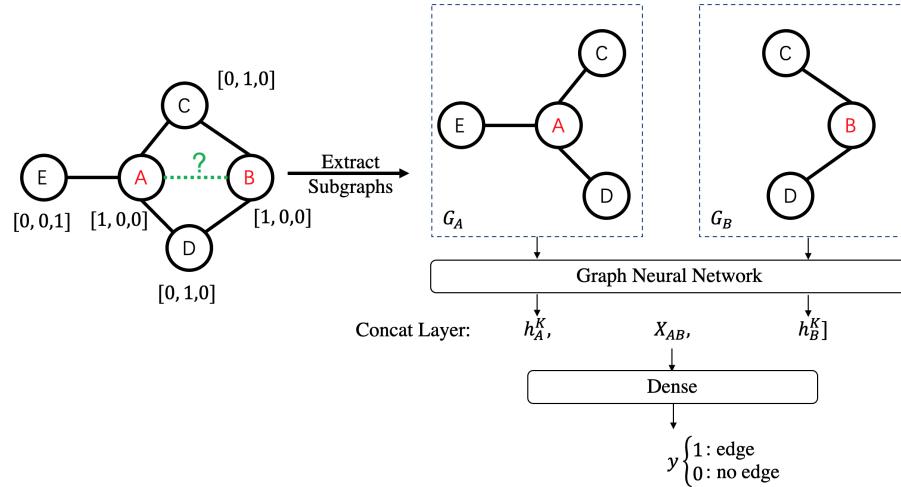 [0, 1,0]
C
E
A
?
B
[0, 0,1]
[1, 0,0]
[1, 0,0]
D
[0, 1,0]
Extract
Subgraphs
C
E
A
D
G_A
C
B
D
G_B
Graph Neural Network
Concat Layer: h_A^K, X_AB, h_B^K]
Dense
y { 1 : edge
0 : no edge